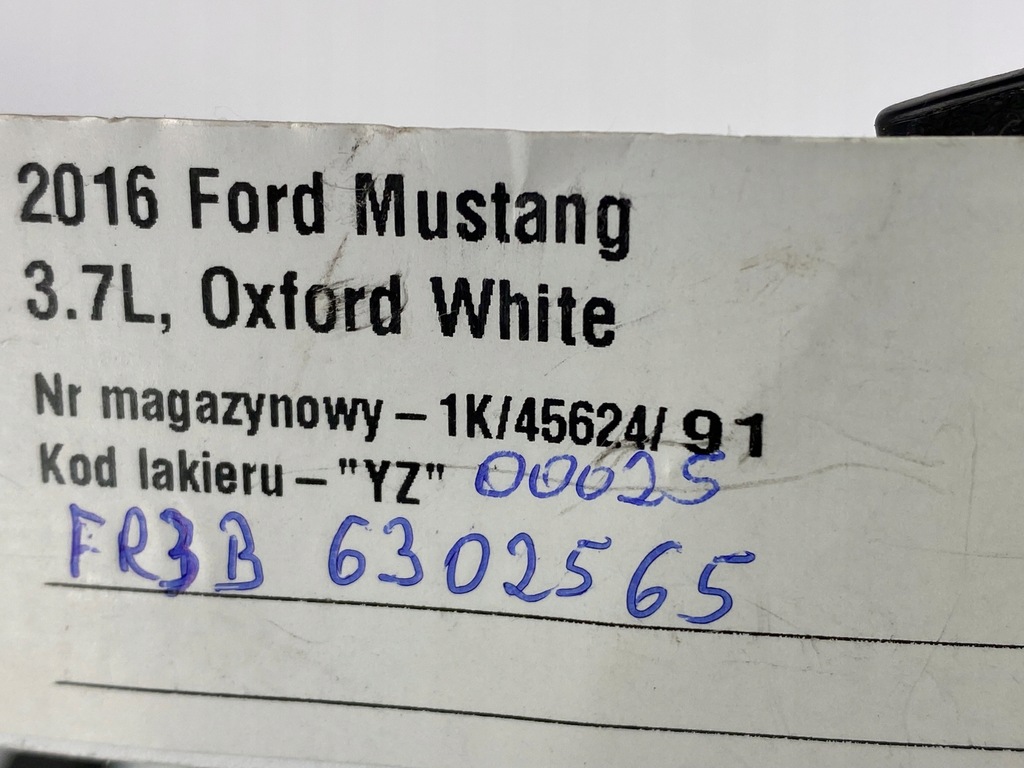 2016 Ford Mustang
3.7L, Oxford White
Nr magazynowy – 1K/45624/91
Kod lakieru – "YZ" 00025
FR3B 6302565